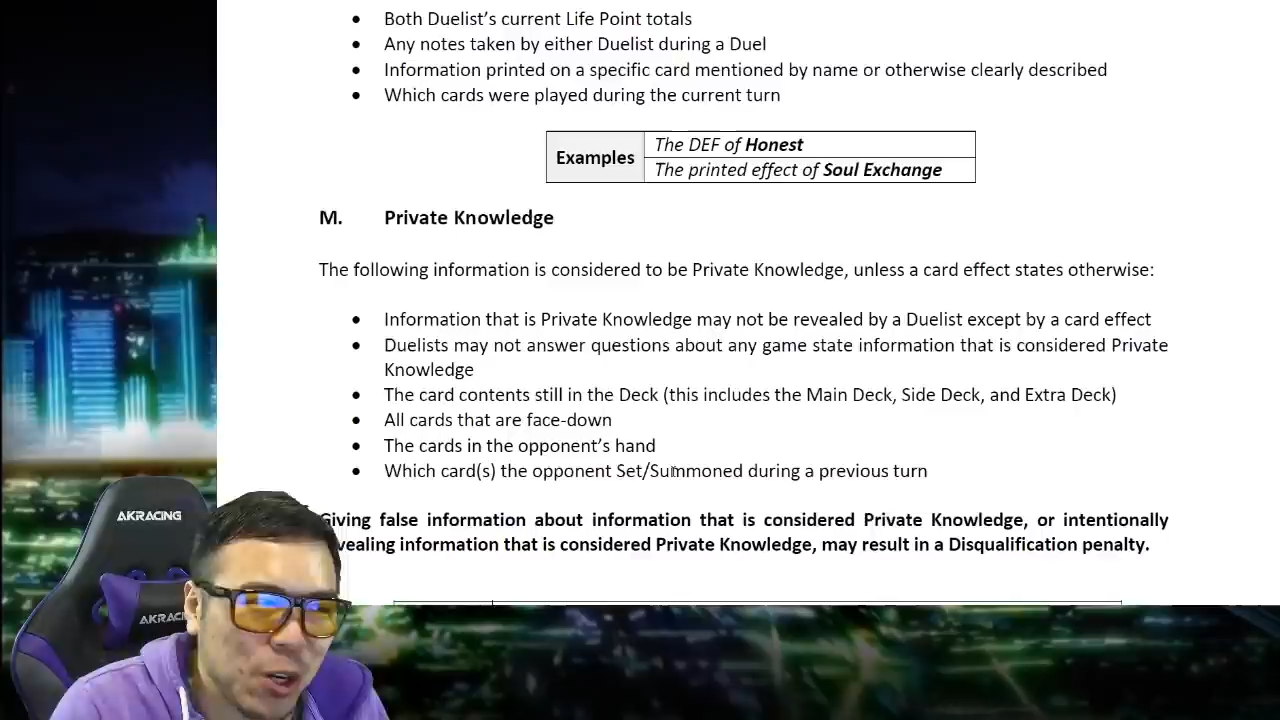 • Both Duelist's current Life Point totals
• Any notes taken by either Duelist during a Duel
• Information printed on a specific card mentioned by name or otherwise clearly described
• Which cards were played during the current turn
Examples
The DEF of Honest
The printed effect of Soul Exchange
M. Private Knowledge
The following information is considered to be Private Knowledge, unless a card effect states otherwise:
• Information that is Private Knowledge may not be revealed by a Duelist except by a card effect
• Duelists may not answer questions about any game state information that is considered Private
Knowledge
• The card contents still in the Deck (this includes the Main Deck, Side Deck, and Extra Deck)
• All cards that are face-down
• The cards in the opponent's hand
• Which card(s) the opponent Set/Summoned during a previous turn
Giving false information about information that is considered Private Knowledge, or intentionally
vealing information that is considered Private Knowledge, may result in a Disqualification penalty.
AKRACING
AKRACI